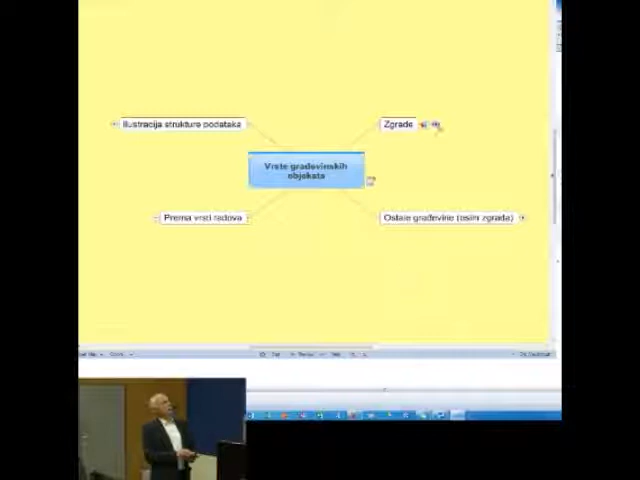 Ilustracija strukture podataka
Zgrade
Vrste građevinskih
objekata
Prema vrsti radova
Ostale građevine (osim zgrada)